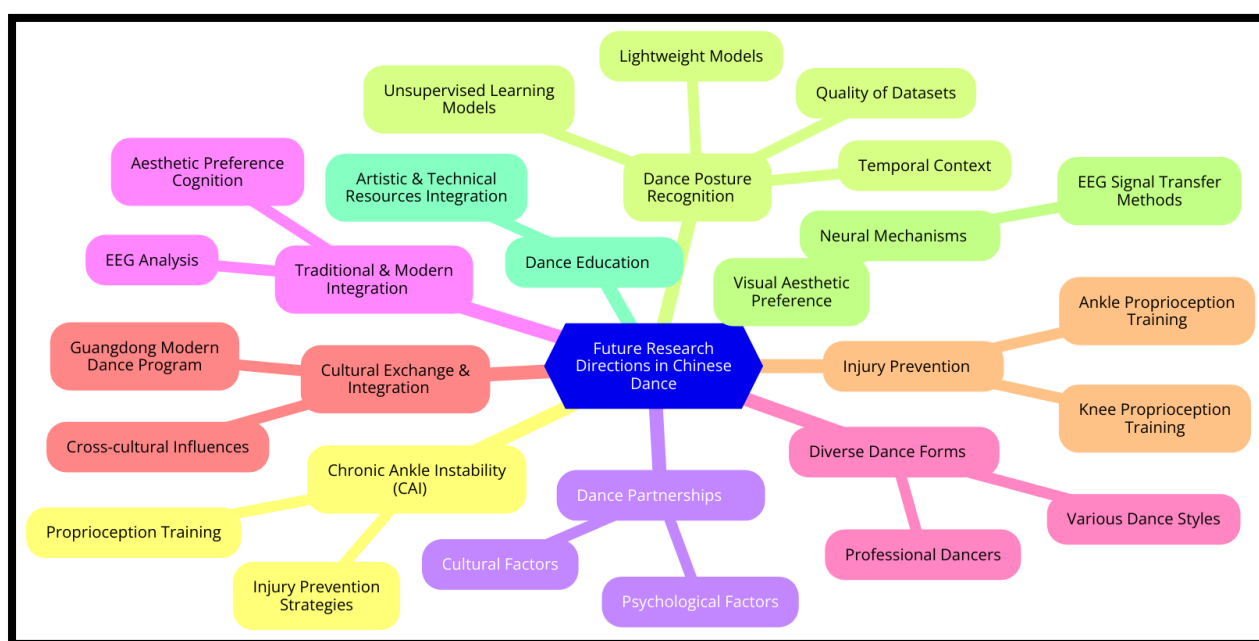 Lightweight Models
Unsupervised Learning
Models
Quality of Datasets
Aesthetic Preference
Cognition
Artistic & Technical
Resources Integration
Dance Posture
Recognition
Temporal Context
EEG Signal Transfer
Methods
Neural Mechanisms
EEG Analysis
Traditional & Modern
Integration
Dance Education
Visual Aesthetic
Preference
Ankle Proprioception
Training
Guangdong Modern
Dance Program
Cultural Exchange &
Integration
Future Research
Directions in Chinese
Dance
Injury Prevention
Knee Proprioception
Training
Cross-cultural Influences
Chronic Ankle Instability
(CAI)
Diverse Dance Forms
Dance Partnerships
Proprioception Training
Various Dance Styles
Cultural Factors
Professional Dancers
Injury Prevention
Strategies
Psychological Factors